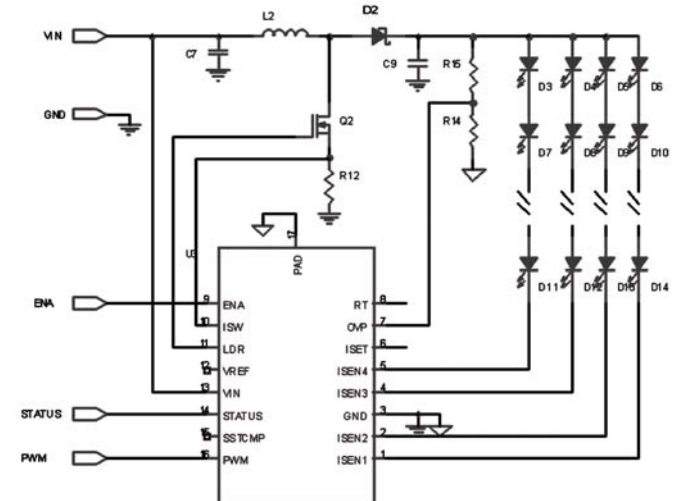 L2
D2
VIN
C7
C9
R15
D3
D4
D5
D6
GND
Q2
R14
D7
D8
D9
D10
R12
17
PAD
D11
D12
D13
D14
ENA
9
ENA
RT
8
10
ISW
OVP
7
11
LDR
ISET
6
12
VREF
ISEN4
5
13
VIN
ISEN3
4
STATUS
14
STATUS
GND
3
15
SSTCMP
ISEN2
2
PWM
16
PWM
ISEN1
1